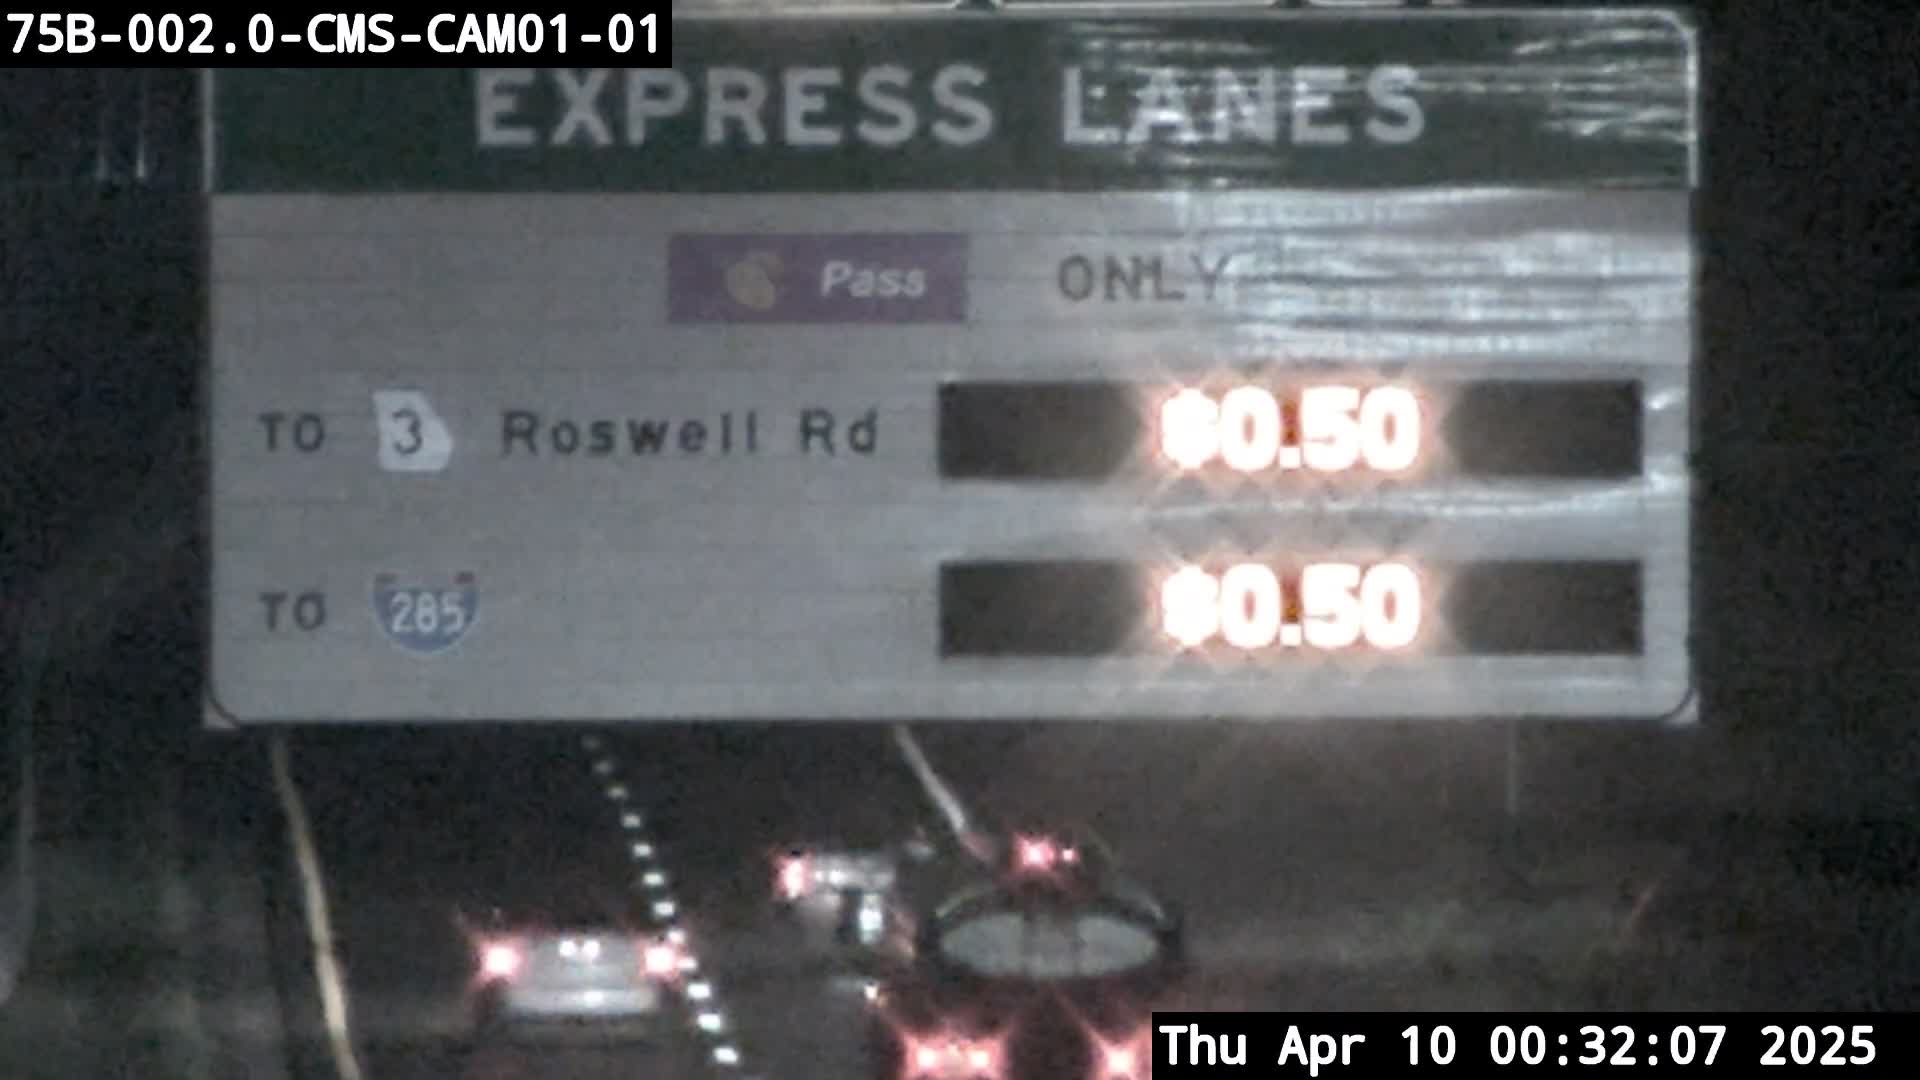 75B-002.0-CMS-CAM01-01
EXPRESS LANES
Pass ONLY
TO 3 Roswell Rd $0.50
TO 285 $0.50
Thu Apr 10 00:32:07 2025